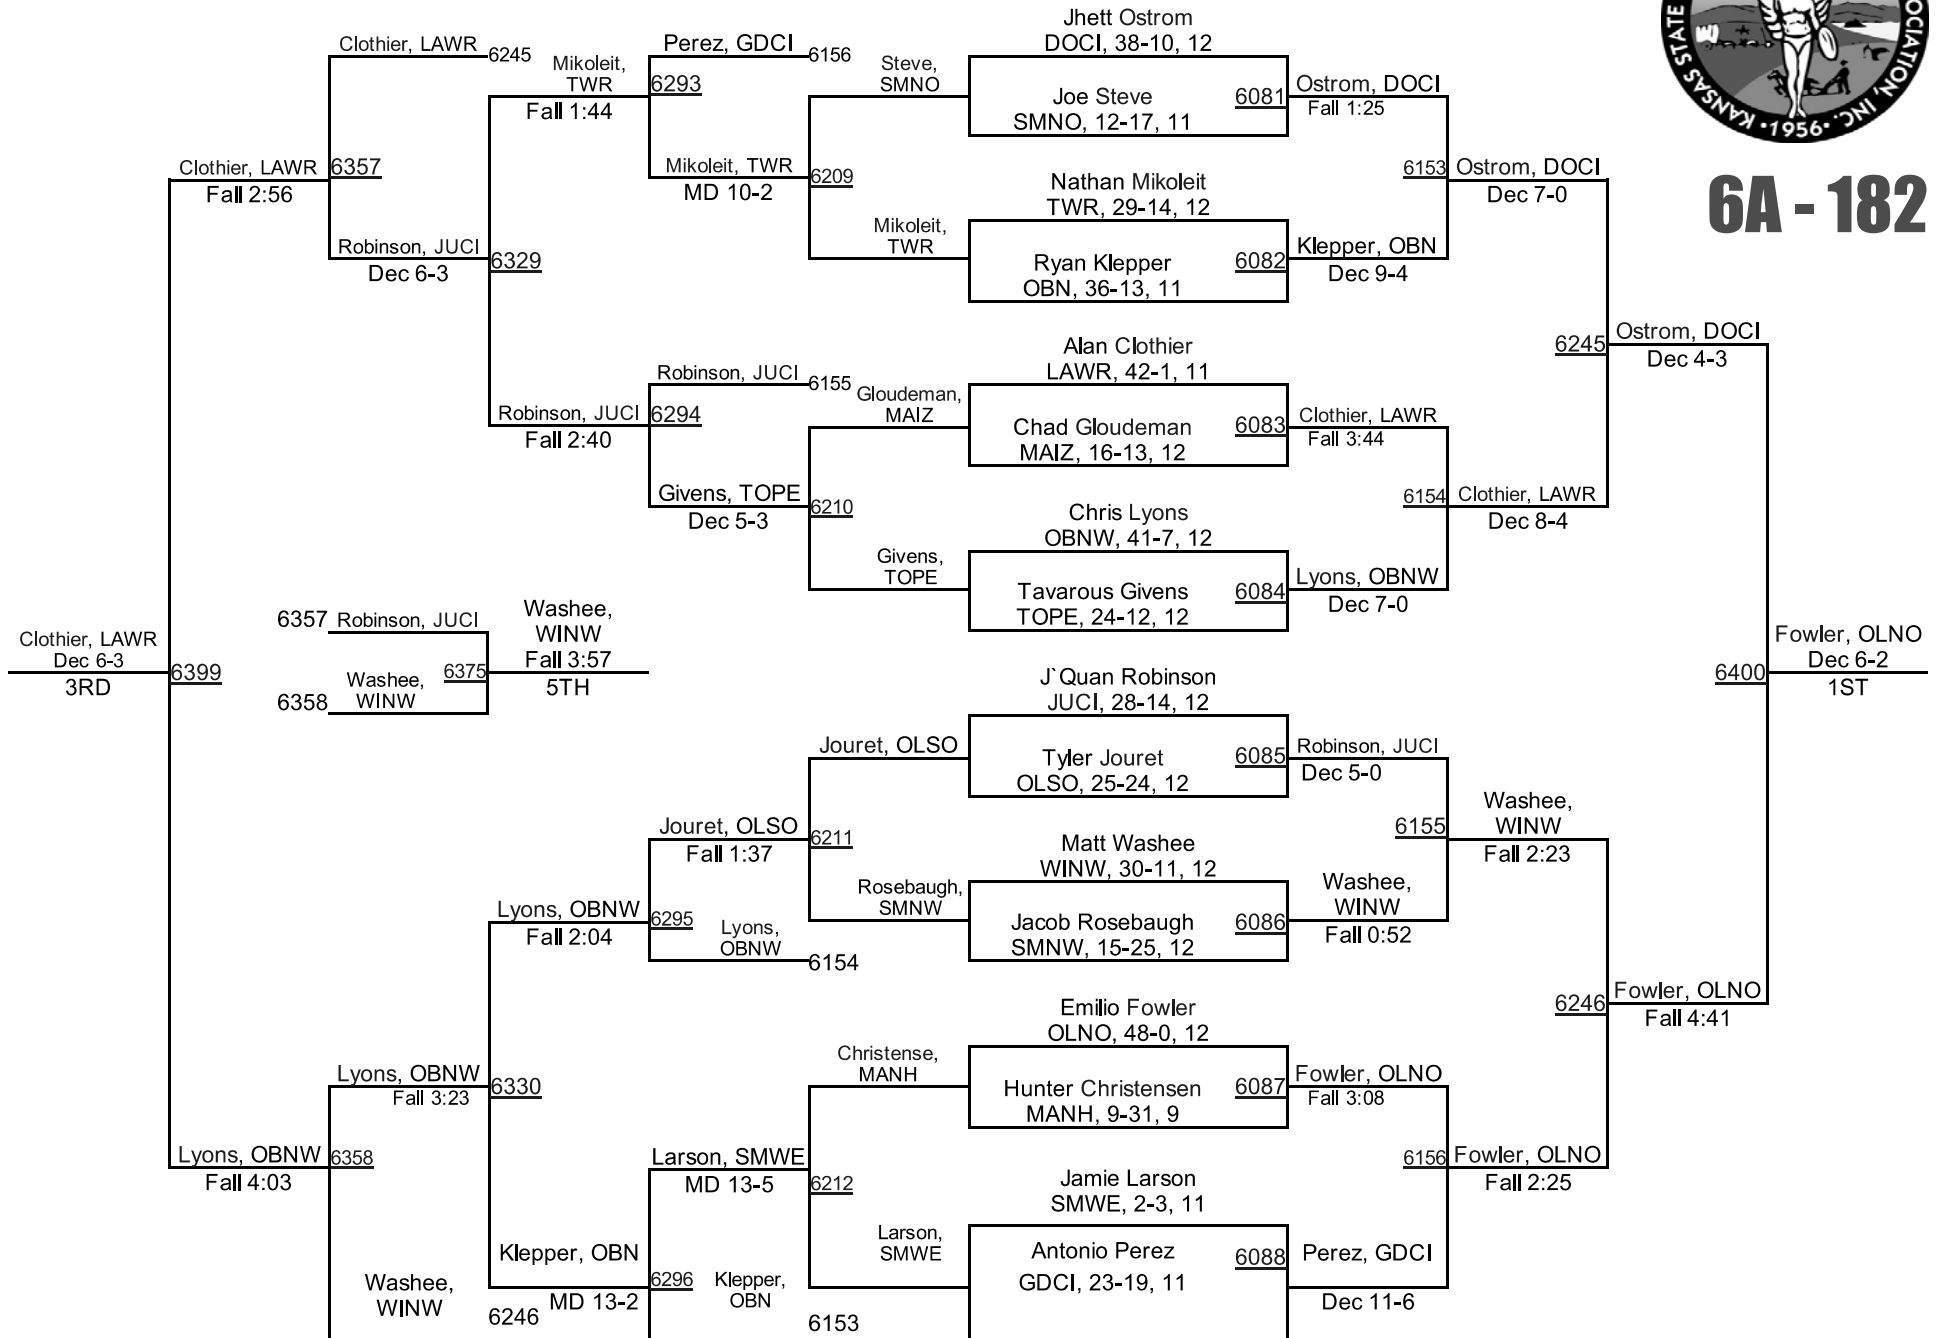 KANSAS STATE
OCIATION, INC.
•1956•
6A - 182
Jhett Ostrom
DOCI, 38-10, 12
Joe Steve
SMNO, 12-17, 11
6081
Nathan Mikoleit
TWR, 29-14, 12
Ryan Klepper
OBN, 36-13, 11
6082
Alan Clothier
LAWR, 42-1, 11
Chad Gloudeman
MAIZ, 16-13, 12
6083
Chris Lyons
OBNW, 41-7, 12
Tavarous Givens
TOPE, 24-12, 12
6084
J`Quan Robinson
JUCI, 28-14, 12
Tyler Jouret
OLSO, 25-24, 12
6085
Matt Washee
WINW, 30-11, 12
Jacob Rosebaugh
SMNW, 15-25, 12
6086
Emilio Fowler
OLNO, 48-0, 12
Hunter Christensen
MANH, 9-31, 9
6087
Jamie Larson
SMWE, 2-3, 11
Antonio Perez
GDCI, 23-19, 11
6088
Ostrom, DOCI
Fall 1:25
6153
Klepper, OBN
Dec 9-4
Clothier, LAWR
Fall 3:44
6154
Lyons, OBNW
Dec 7-0
Robinson, JUCI
Dec 5-0
6155
Washee,
WINW
Fall 0:52
Fowler, OLNO
Fall 3:08
6156
Perez, GDCI
Dec 11-6
Ostrom, DOCI
Dec 7-0
6245
Clothier, LAWR
Dec 8-4
Washee,
WINW
Fall 2:23
6246
Fowler, OLNO
Fall 2:25
Ostrom, DOCI
Dec 4-3
6400
Fowler, OLNO
Fall 4:41
Fowler, OLNO
Dec 6-2
1ST
Steve,
SMNO
6209
Mikoleit,
TWR
Gloudeman,
MAIZ
6210
Givens,
TOPE
Jouret, OLSO
6211
Rosebaugh,
SMNW
Christense,
MANH
6212
Larson,
SMWE
Perez, GDCI
6156
6293
Mikoleit, TWR
MD 10-2
Robinson, JUCI
6155
6294
Givens, TOPE
Dec 5-3
Jouret, OLSO
Fall 1:37
6295
Lyons,
OBNW
6154
Larson, SMWE
MD 13-5
6296
Klepper,
OBN
6153
Mikoleit,
TWR
Fall 1:44
6329
Robinson, JUCI
Fall 2:40
Lyons, OBNW
Fall 2:04
6330
Klepper, OBN
MD 13-2
Clothier, LAWR
6245
6357
Robinson, JUCI
Dec 6-3
Lyons, OBNW
Fall 3:23
6358
Washee,
WINW
6246
Clothier, LAWR
Fall 2:56
6399
Lyons, OBNW
Fall 4:03
Clothier, LAWR
Dec 6-3
3RD
6357
Robinson, JUCI
6375
Washee,
WINW
6358
Washee,
WINW
Fall 3:57
5TH